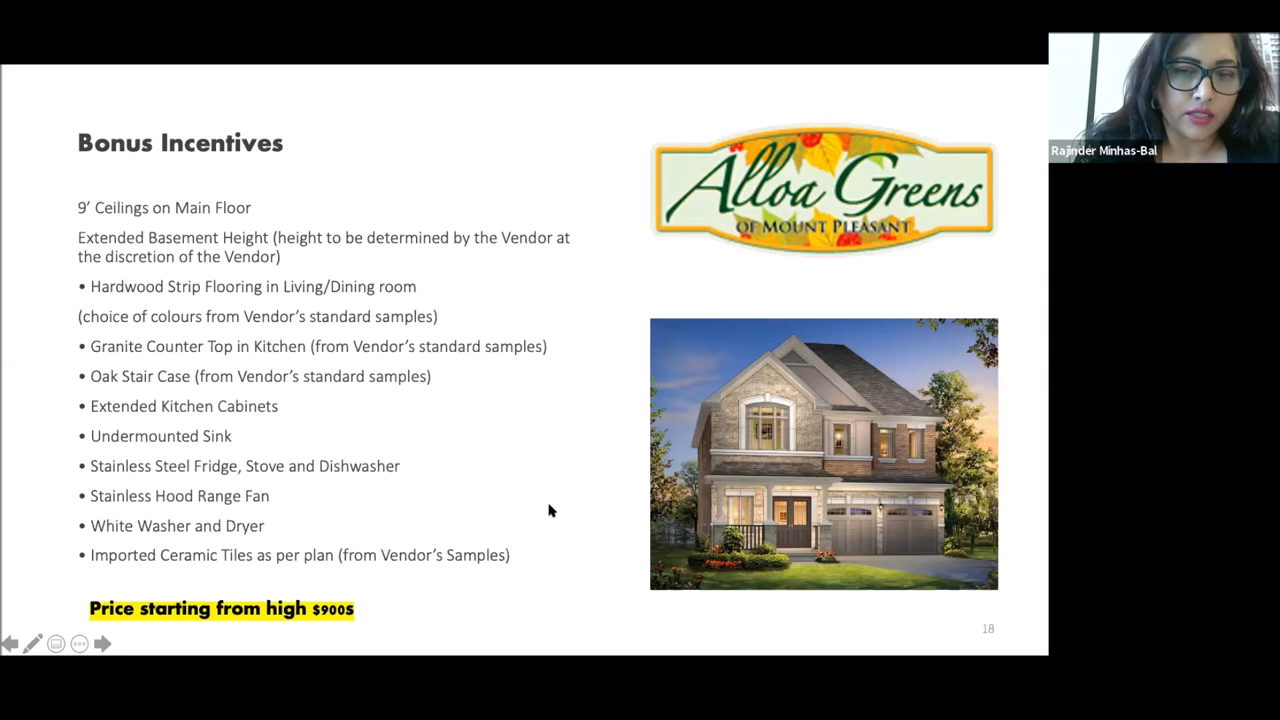 Bonus Incentives
9’ Ceilings on Main Floor
Extended Basement Height (height to be determined by the Vendor at
the discretion of the Vendor)
• Hardwood Strip Flooring in Living/Dining room
(choice of colours from Vendor’s standard samples)
• Granite Counter Top in Kitchen (from Vendor’s standard samples)
• Oak Stair Case (from Vendor’s standard samples)
• Extended Kitchen Cabinets
• Undermounted Sink
• Stainless Steel Fridge, Stove and Dishwasher
• Stainless Hood Range Fan
• White Washer and Dryer
• Imported Ceramic Tiles as per plan (from Vendor’s Samples)
Price starting from high $900s
Alloa Greens
OF MOUNT PLEASANT
18
Rajinder Minhas-Bal